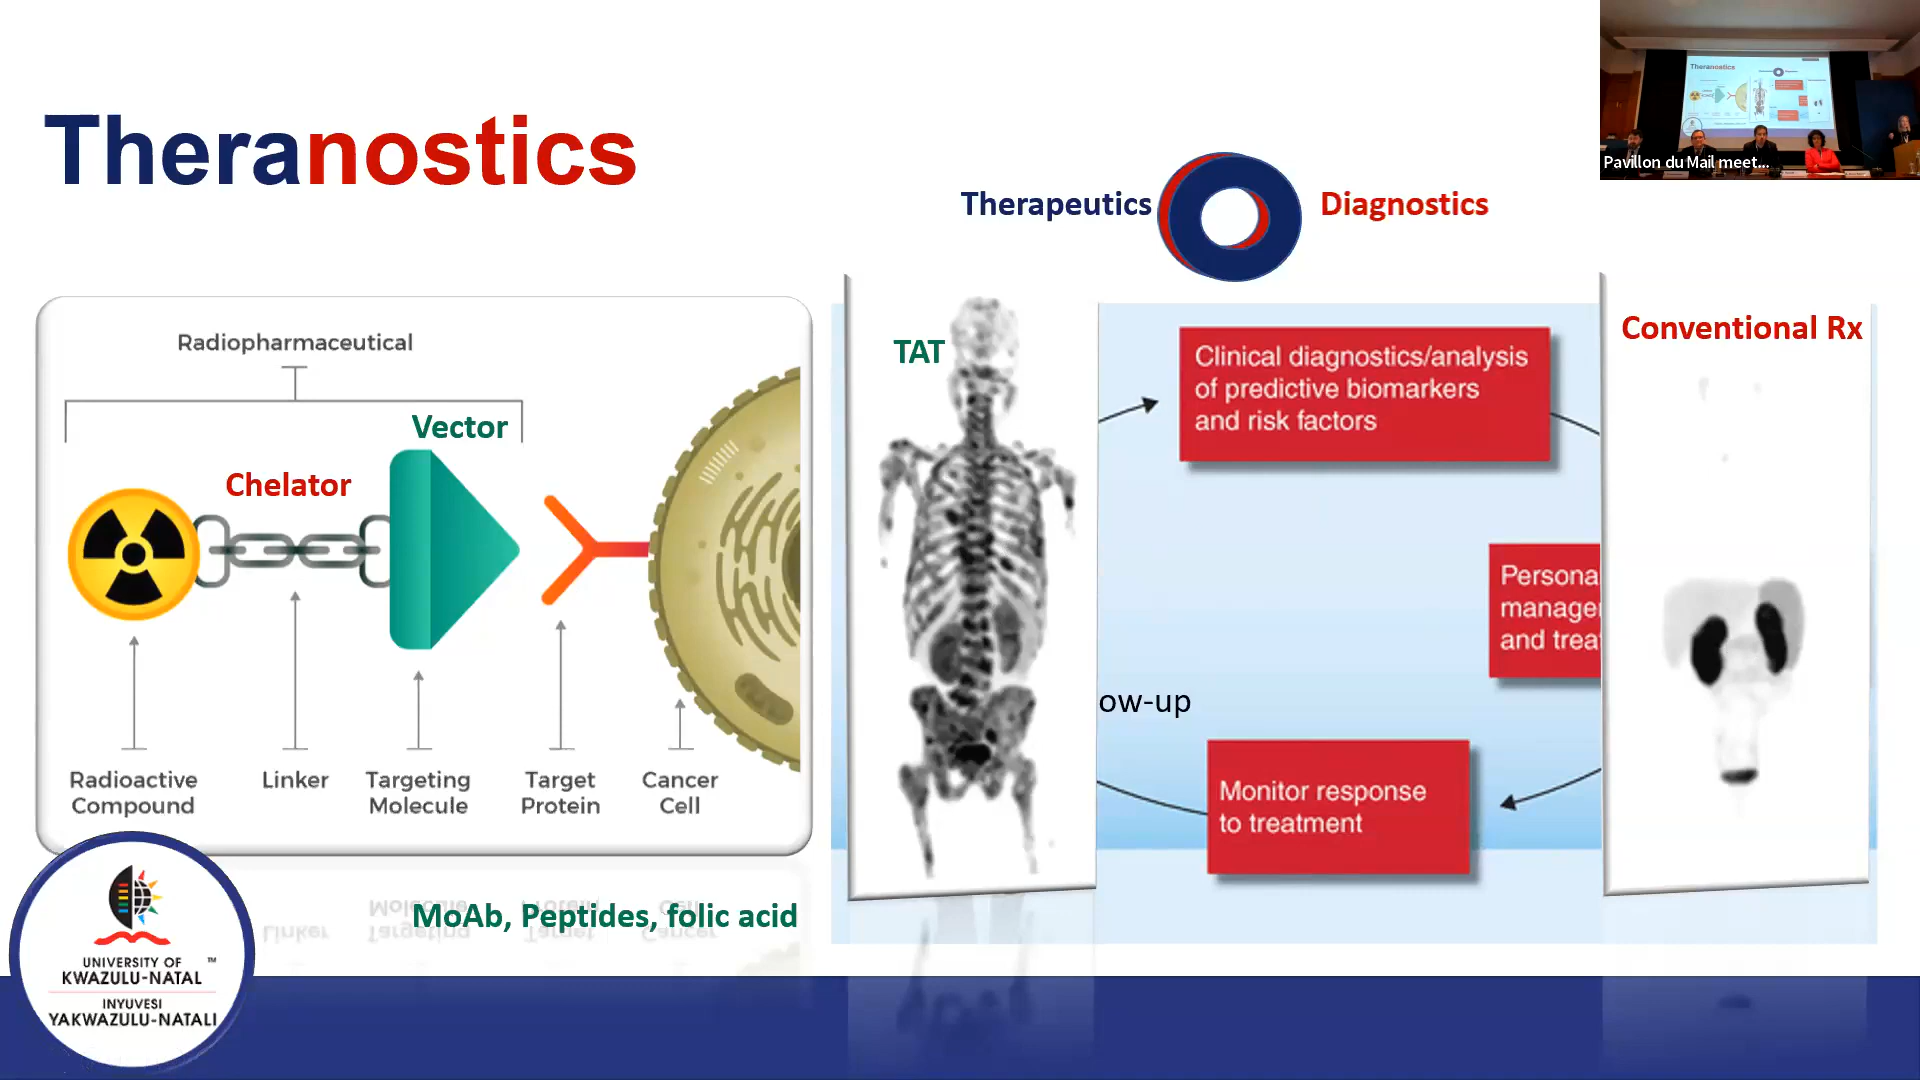 Theranostics
Therapeutics
Diagnostics
Pavillon du Mail meet...
Radiopharmaceutical
Vector
Chelator
Radioactive
Compound
Linker
Targeting
Molecule
Target
Protein
Cancer
Cell
MoAb, Peptides, folic acid
TAT
Clinical diagnostics/analysis
of predictive biomarkers
and risk factors
Persona
manage
and trea
ow-up
Monitor response
to treatment
Conventional Rx
UNIVERSITY OF ™
KWAZULU-NATAL
INYUVESI
YAKWAZULU-NATALI